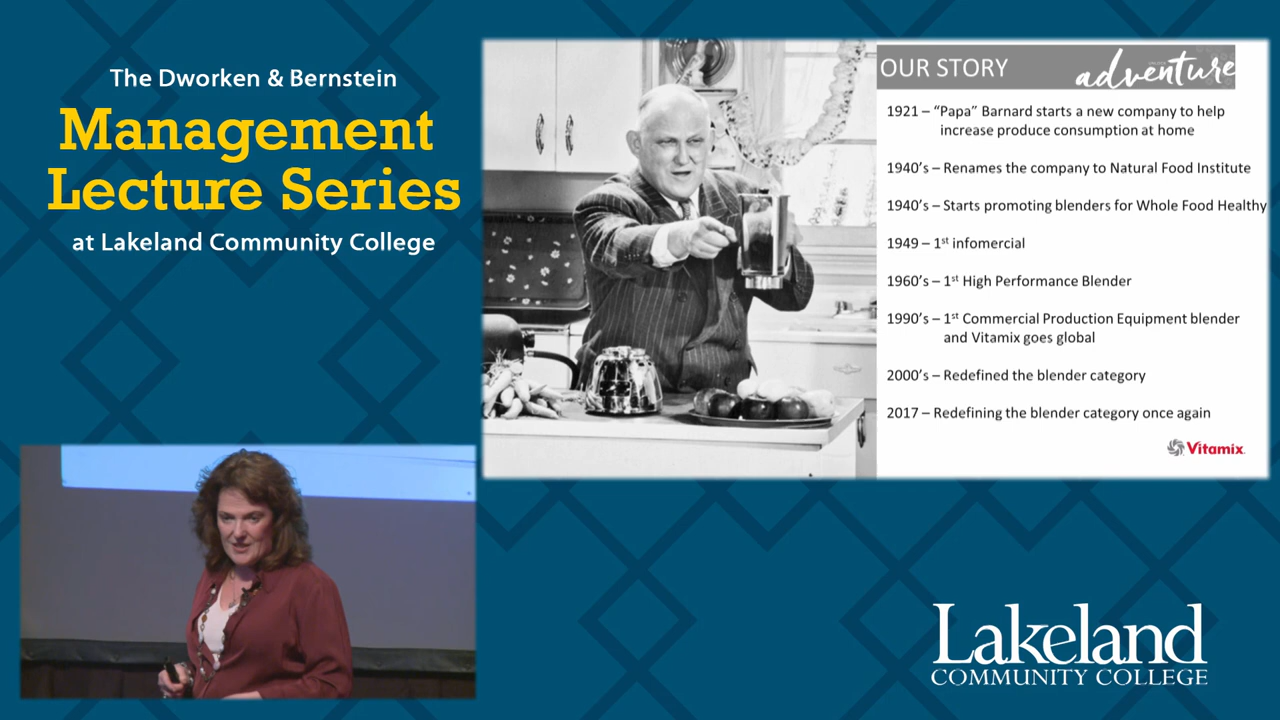 The Dworken & Bernstein
Management
Lecture Series
at Lakeland Community College
OUR STORY
adventure
1921 – “Papa” Barnard starts a new company to help
increase produce consumption at home
1940’s – Renames the company to Natural Food Institute
1940’s – Starts promoting blenders for Whole Food Healthy
1949 – 1st infomercial
1960’s – 1st High Performance Blender
1990’s – 1st Commercial Production Equipment blender
and Vitamix goes global
2000’s – Redefined the blender category
2017 – Redefining the blender category once again
Vitamix
Lakeland
COMMUNITY COLLEGE